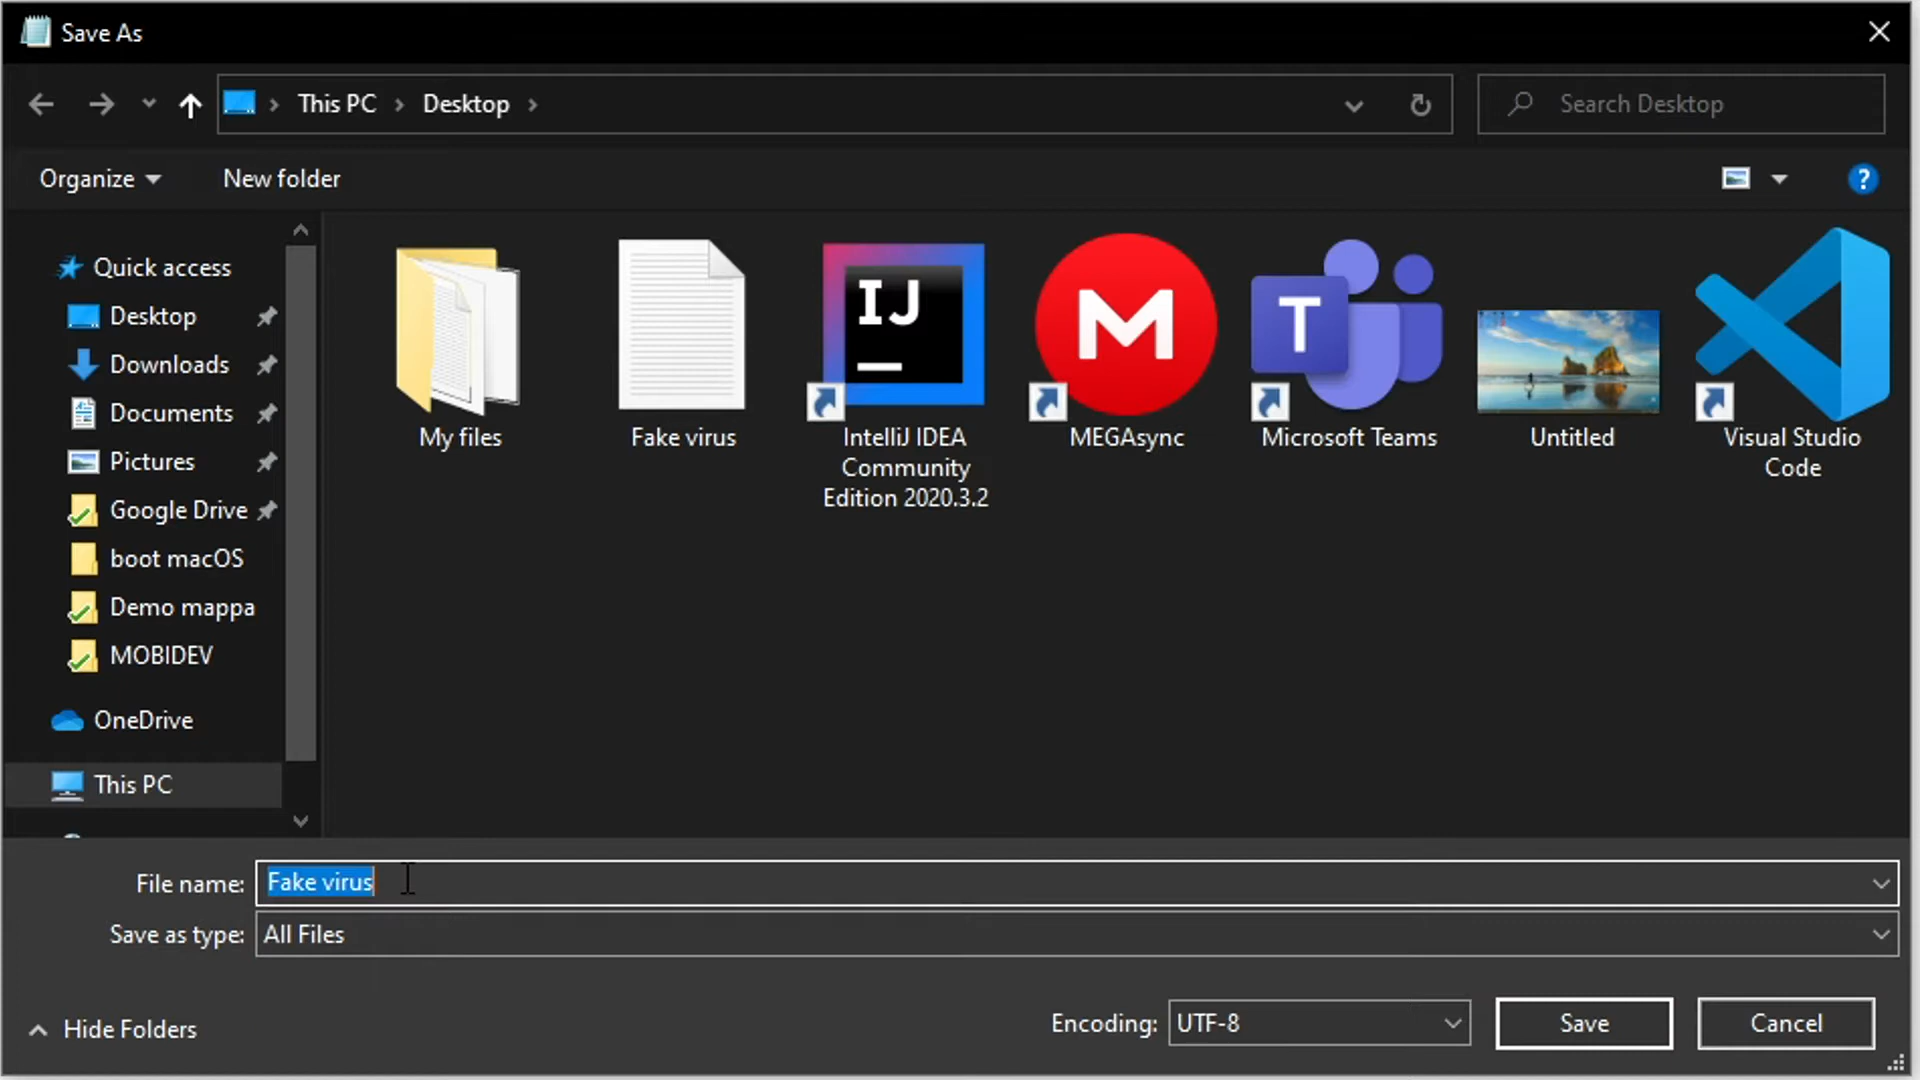 Save As
This PC
Desktop
Search Desktop
Organize
New folder
?
Quick access
Desktop
Downloads
Documents
Pictures
Google Drive
boot macOS
Demo mappa
MOBIDEV
OneDrive
This PC
My files
Fake virus
IJ
IntelliJ IDEA
Community
Edition 2020.3.2
M
MEGAsync
T
Microsoft Teams
Untitled
Visual Studio
Code
File name: Fake virus
Save as type: All Files
Hide Folders
Encoding: UTF-8
Save
Cancel